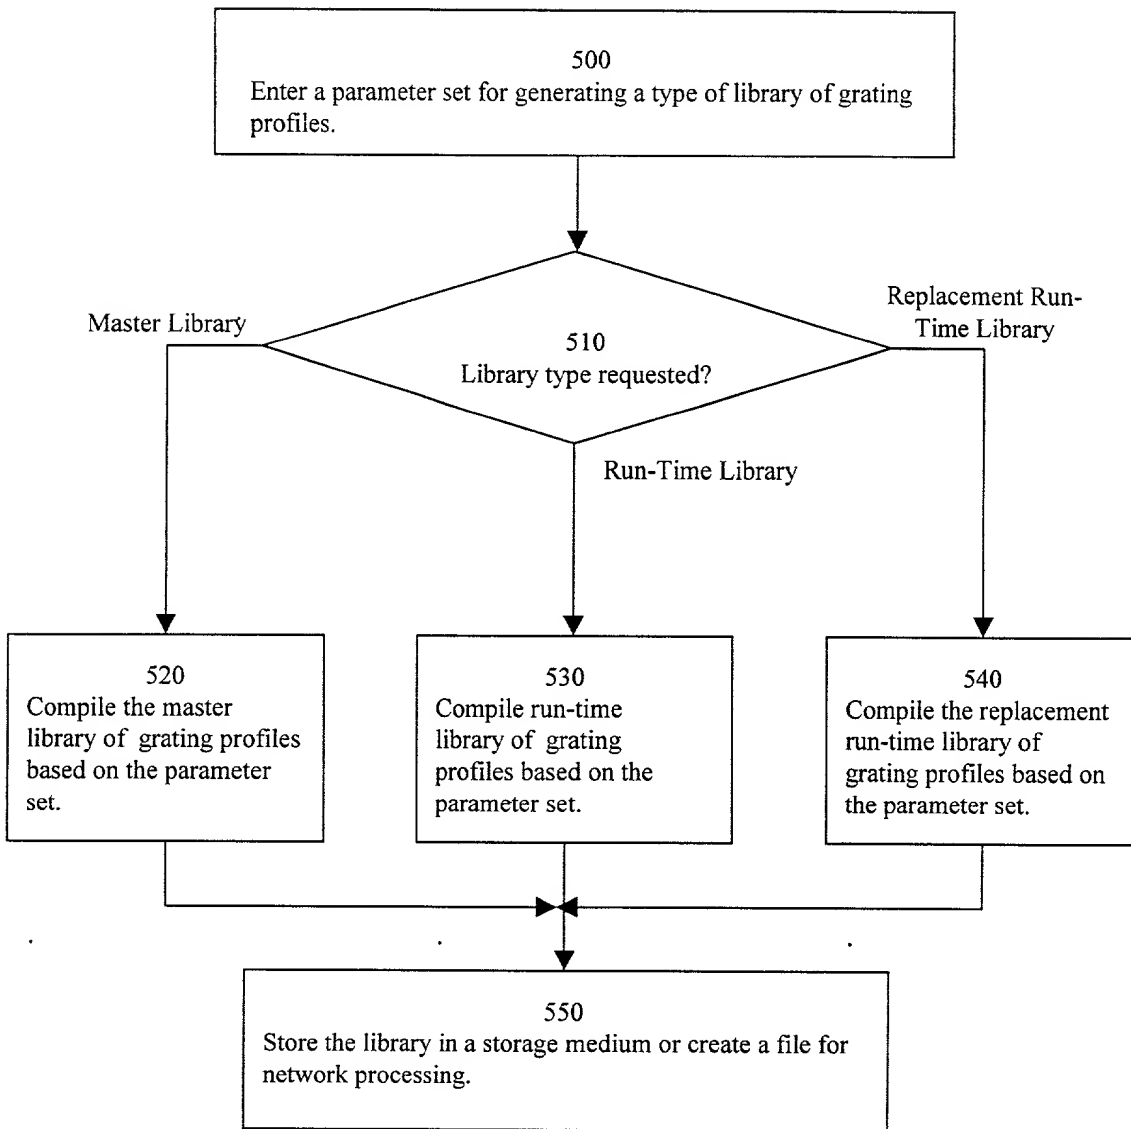 500
Enter a parameter set for generating a type of library of grating
profiles.
Master Library
Replacement Run-
Time Library
510
Library type requested?
Run-Time Library
520
Compile the master
library of grating profiles
based on the parameter
set.
530
Compile run-time
library of grating
profiles based on the
parameter set.
540
Compile the replacement
run-time library of
grating profiles based on
the parameter set.
550
Store the library in a storage medium or create a file for
network processing.